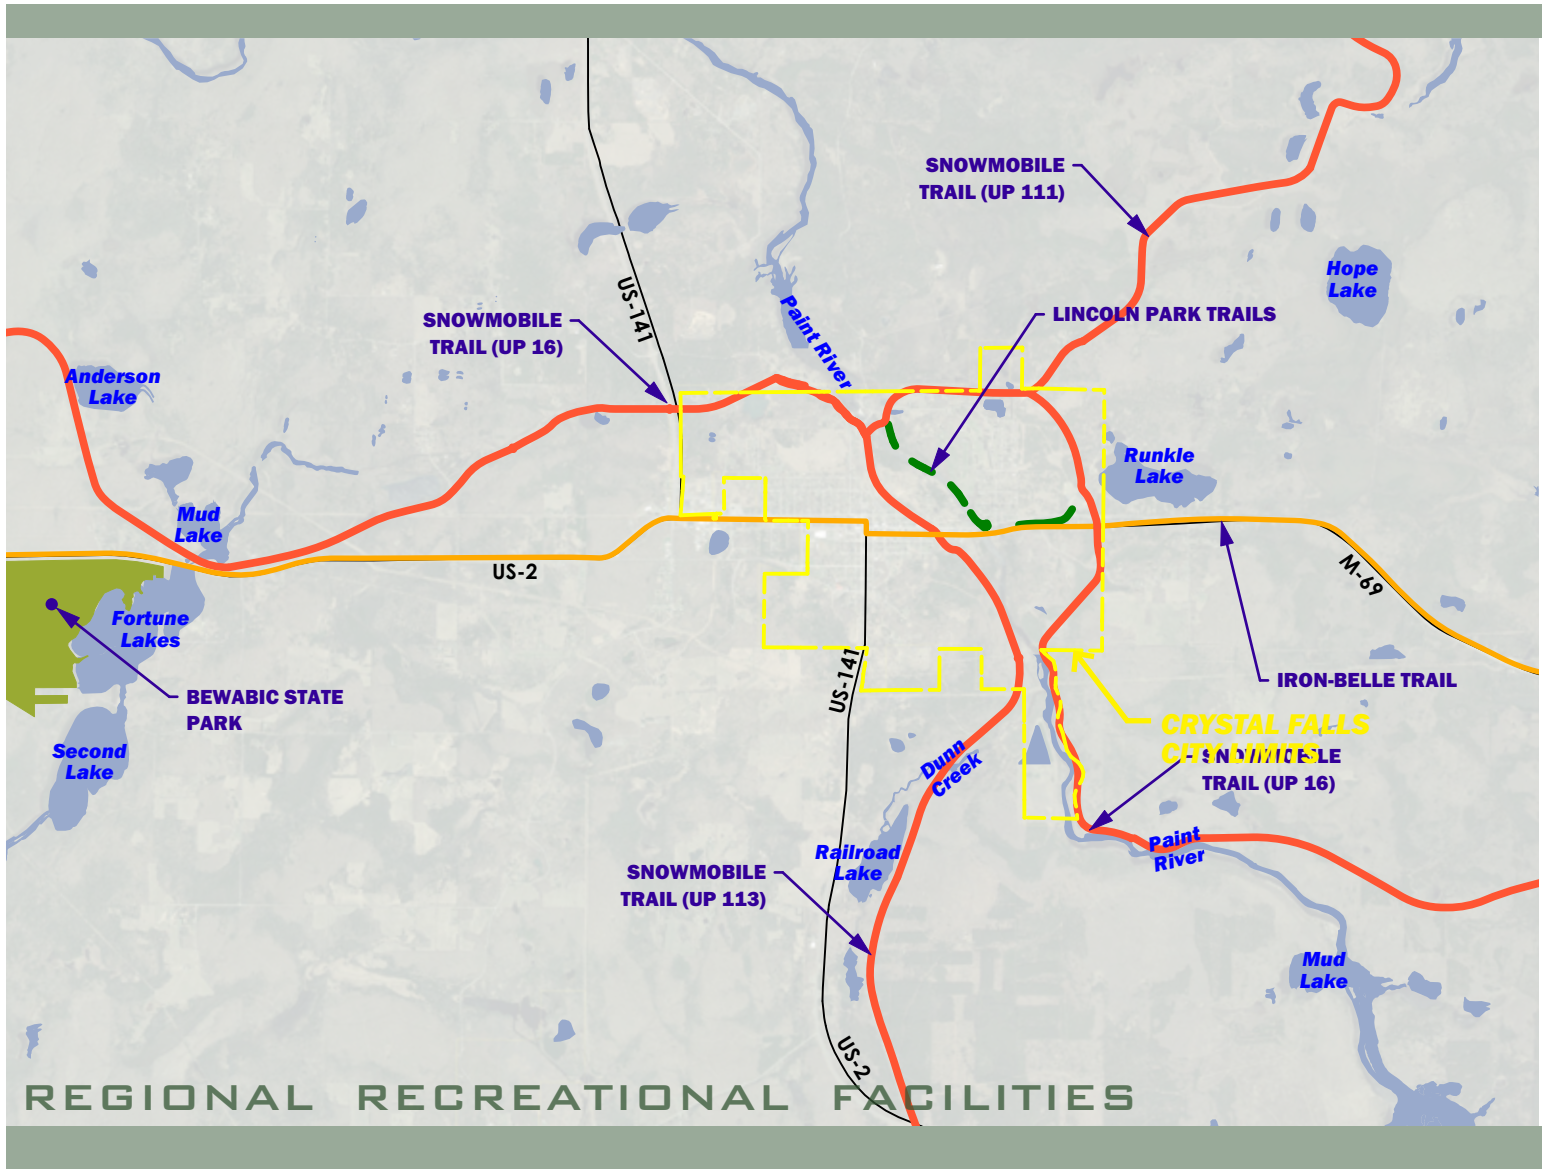 SNOWMOBILE
TRAIL (UP 111)
Hope
Lake
US-141
Paint River
LINCOLN PARK TRAILS
SNOWMOBILE
TRAIL (UP 16)
Anderson
Lake
Runkle
Lake
Mud
Lake
US-2
M-69
Fortune
Lakes
BEWABIC STATE
PARK
US-141
IRON-BELLE TRAIL
CRYSTAL FALLS
CITY LIMITS
SNOWMOBILE
TRAIL (UP 16)
Second
Lake
Dunn
Creek
Paint
River
Railroad
Lake
SNOWMOBILE
TRAIL (UP 113)
Mud
Lake
US-2
REGIONAL RECREATIONAL FACILITIES